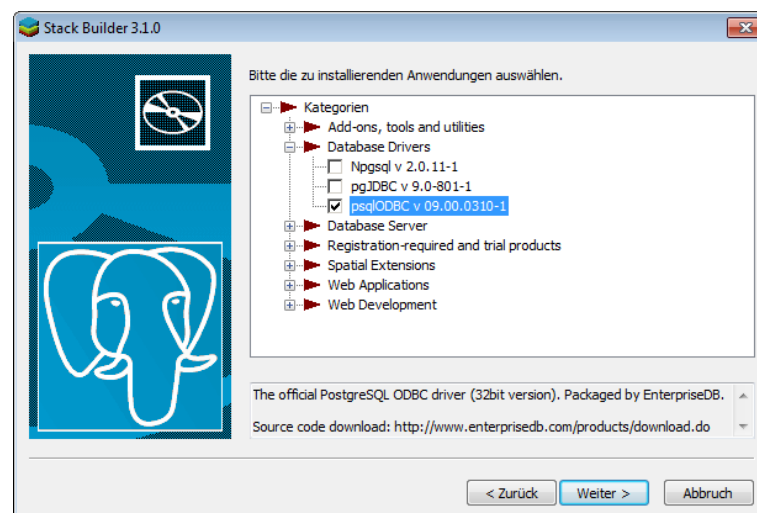 Stack Builder 3.1.0
Bitte die zu installierenden Anwendungen auswählen.
Kategorien
Add-ons, tools and utilities
Database Drivers
Npgsql v 2.0.11-1
pgJDBC v 9.0-801-1
psqlODBC v 09.00.0310-1
Database Server
Registration-required and trial products
Spatial Extensions
Web Applications
Web Development
The official PostgreSQL ODBC driver (32bit version). Packaged by EnterpriseDB.
Source code download: http://www.enterprisedb.com/products/download.do
< Zurück Weiter > Abbruch